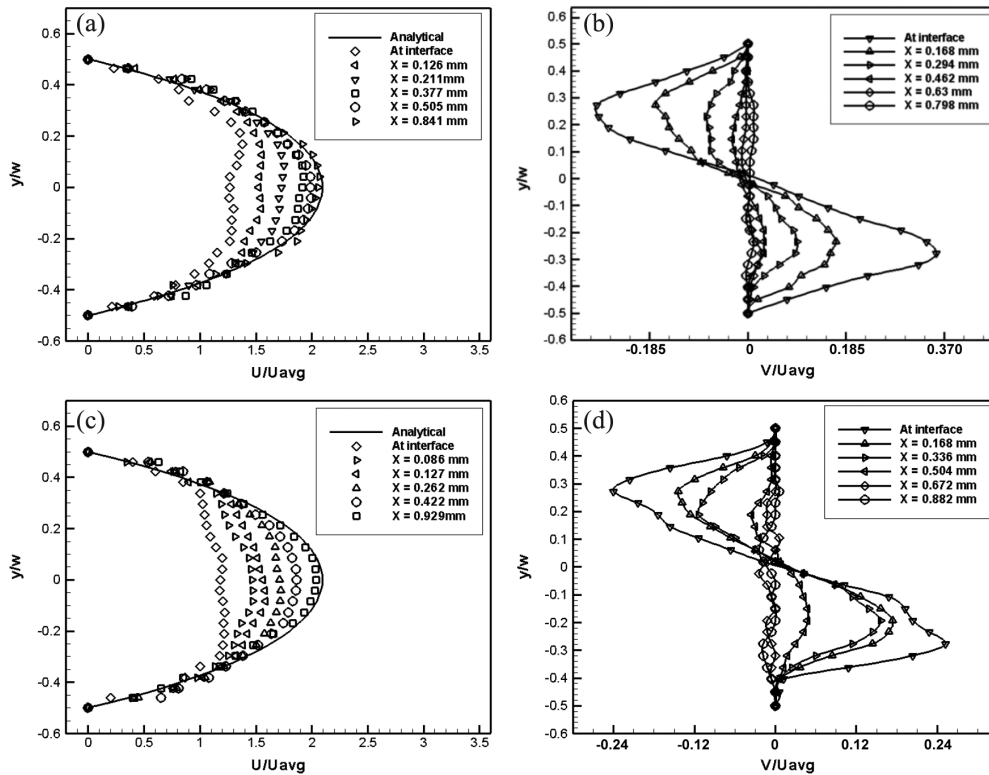 (a)
0.6
0.4
0.2
0
-0.2
-0.4
-0.6
y/w
0
0.5
1
1.5
2
2.5
3
3.5
U/Uavg
Analytical
At interface
X = 0.126 mm
X = 0.211mm
X = 0.377 mm
X = 0.505 mm
X = 0.841 mm
(b)
0.6
0.5
0.4
0.3
0.2
0.1
0
-0.1
-0.2
-0.3
-0.4
-0.5
-0.6
y/w
-0.185
0
0.185
0.370
V/Uavg
At interface
X = 0.168 mm
X = 0.294 mm
X = 0.462 mm
X = 0.63 mm
X = 0.798 mm
(c)
0.6
0.4
0.2
0
-0.2
-0.4
-0.6
y/w
0
0.5
1
1.5
2
2.5
3
3.5
U/Uavg
Analytical
At interface
X = 0.086 mm
X = 0.127 mm
X = 0.262 mm
X = 0.422 mm
X = 0.929mm
(d)
0.6
0.5
0.4
0.3
0.2
0.1
0
-0.1
-0.2
-0.3
-0.4
-0.5
-0.6
y/w
-0.24
-0.12
0
0.12
0.24
V/Uavg
At interface
X = 0.168 mm
X = 0.336 mm
X = 0.504 mm
X = 0.672 mm
X = 0.882 mm